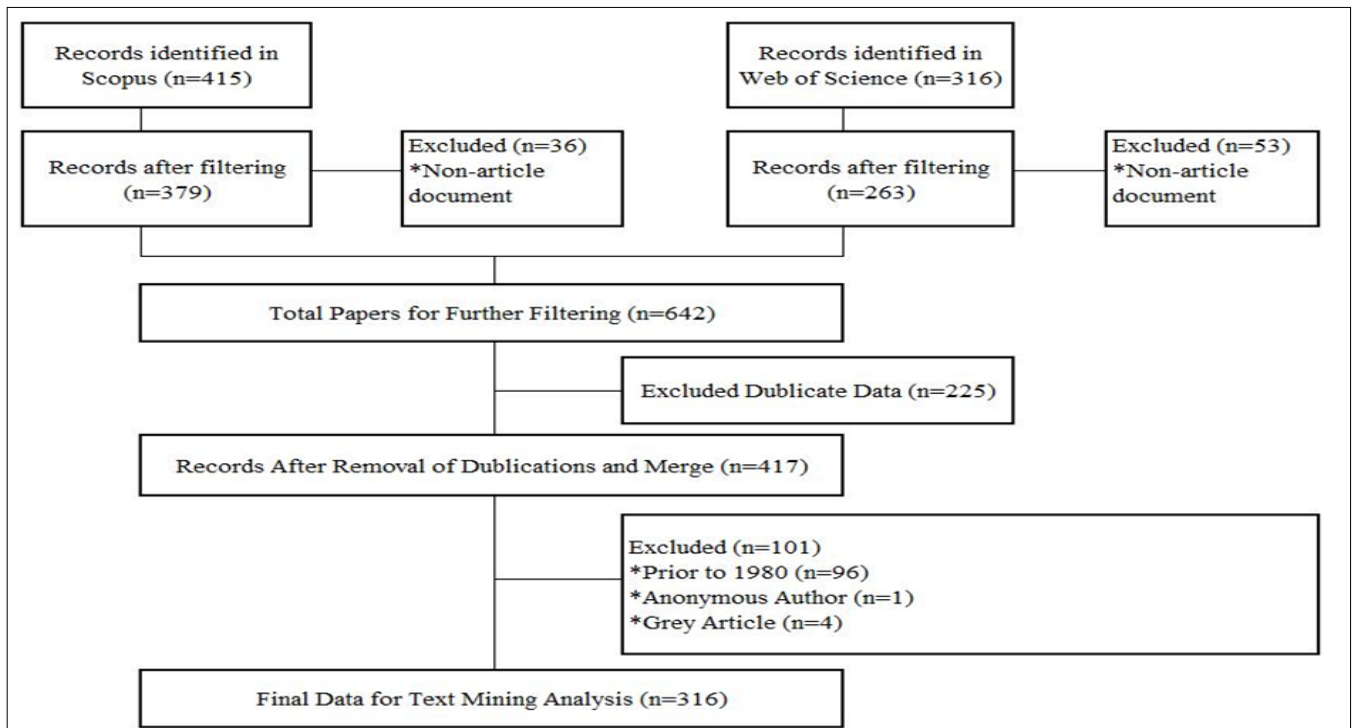 Records identified in
Scopus (n=415)
Records identified in
Web of Science (n=316)
Records after filtering
(n=379)
Excluded (n=36)
*Non-article
document
Records after filtering
(n=263)
Excluded (n=53)
*Non-article
document
Total Papers for Further Filtering (n=642)
Excluded Dublicate Data (n=225)
Records After Removal of Dublications and Merge (n=417)
Excluded (n=101)
*Prior to 1980 (n=96)
*Anonymous Author (n=1)
*Grey Article (n=4)
Final Data for Text Mining Analysis (n=316)